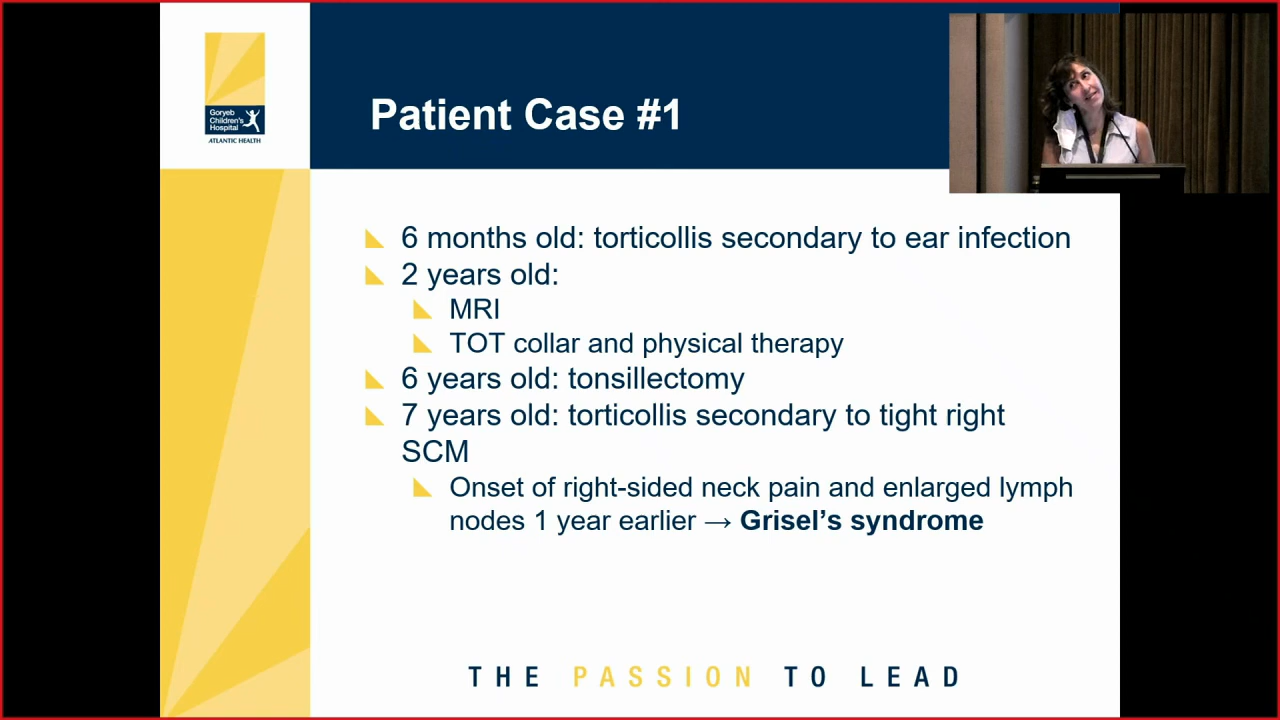 Goryeb
Children's
Hospital
ATLANTIC HEALTH
Patient Case #1
6 months old: torticollis secondary to ear infection
2 years old:
MRI
TOT collar and physical therapy
6 years old: tonsillectomy
7 years old: torticollis secondary to tight right
SCM
Onset of right-sided neck pain and enlarged lymph
nodes 1 year earlier → Grisel’s syndrome
THE PASSION TO LEAD